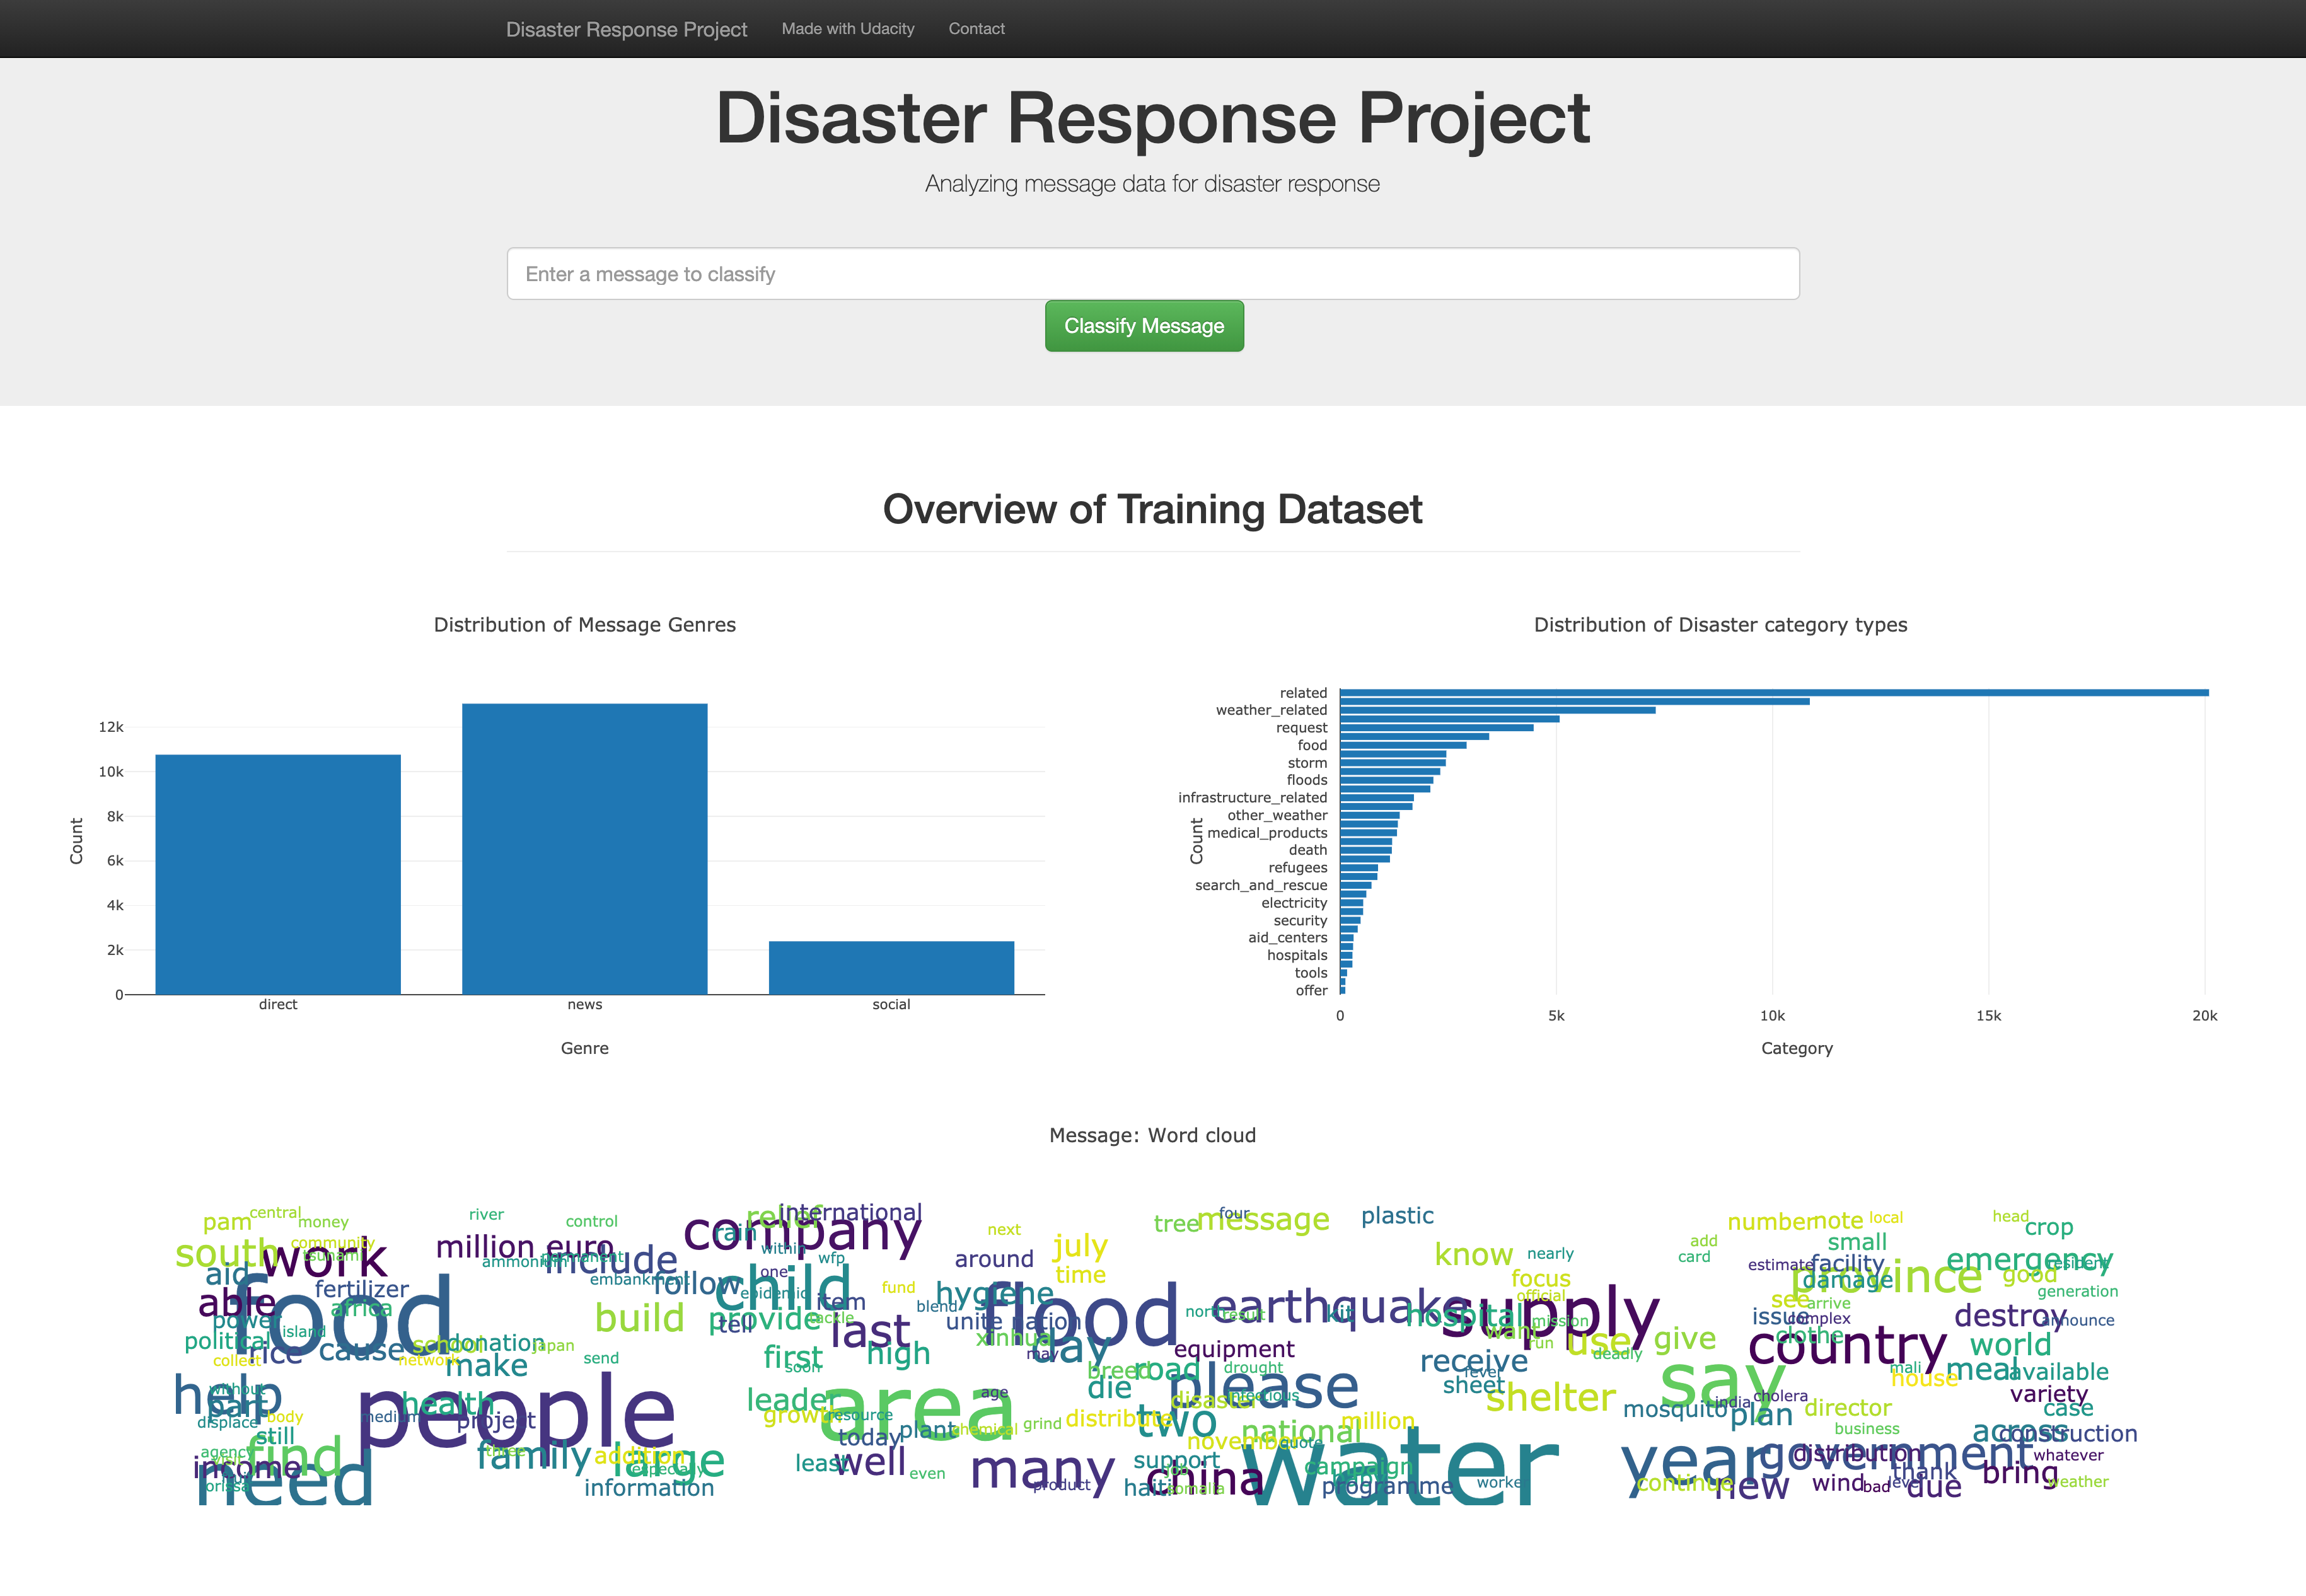 Disaster Response Project Made with Udacity Contact
Disaster Response Project
Analyzing message data for disaster response
Enter a message to classify
Classify Message
Overview of Training Dataset
Distribution of Message Genres
12k
10k
8k
6k
4k
2k
0
Count
direct news social
Genre
Distribution of Disaster category types
related
weather_related
request
food
storm
floods
infrastructure_related
other_weather
medical_products
death
refugees
search_and_rescue
electricity
security
aid_centers
hospitals
tools
offer
Count
0 5k 10k 15k 20k
Category
Message: Word cloud
pam central money river control relief international rain company next tree message four plastic number note local head crop
south work community tsunami million euro ammonium permanent include within wfp around july know nearly add card small emergency resident
aid fertilizer embankment follow one child epidemic item fund time focus official estimate facility damage province good generation
able food africa build provide tackle blend hygiene flood north result earthquake kit hospital supply mission see arrive issue complex destroy announce
power island political school donation japan tell last unite nation xinhua day want run use give clothe country world
rice cause collect network make send first soon high may equipment breed road drought receive fever deadly mali meal available
help without part displace body people medium health project leader growth resource area age die please infectious sheet shelter say india cholera house variety
still plant chemical grind distribute two disaster national million mosquito plan director case
find agency three family addition large today november quote business across construction
income need orissa especially information least well even many product support china haiti somalia water campaign programme worker year government distribution whatever
continue new wind bad level thank due bring weather